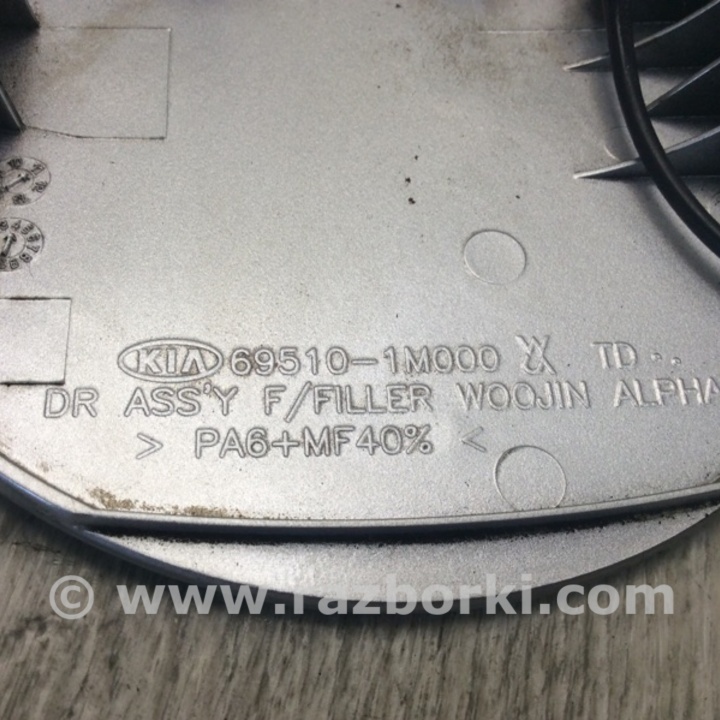 KIA 69510-1M000 TD
DR ASS'Y F/FILLER WOOJIN ALPHA
> PA6+MF40% <
© www.razborki.com